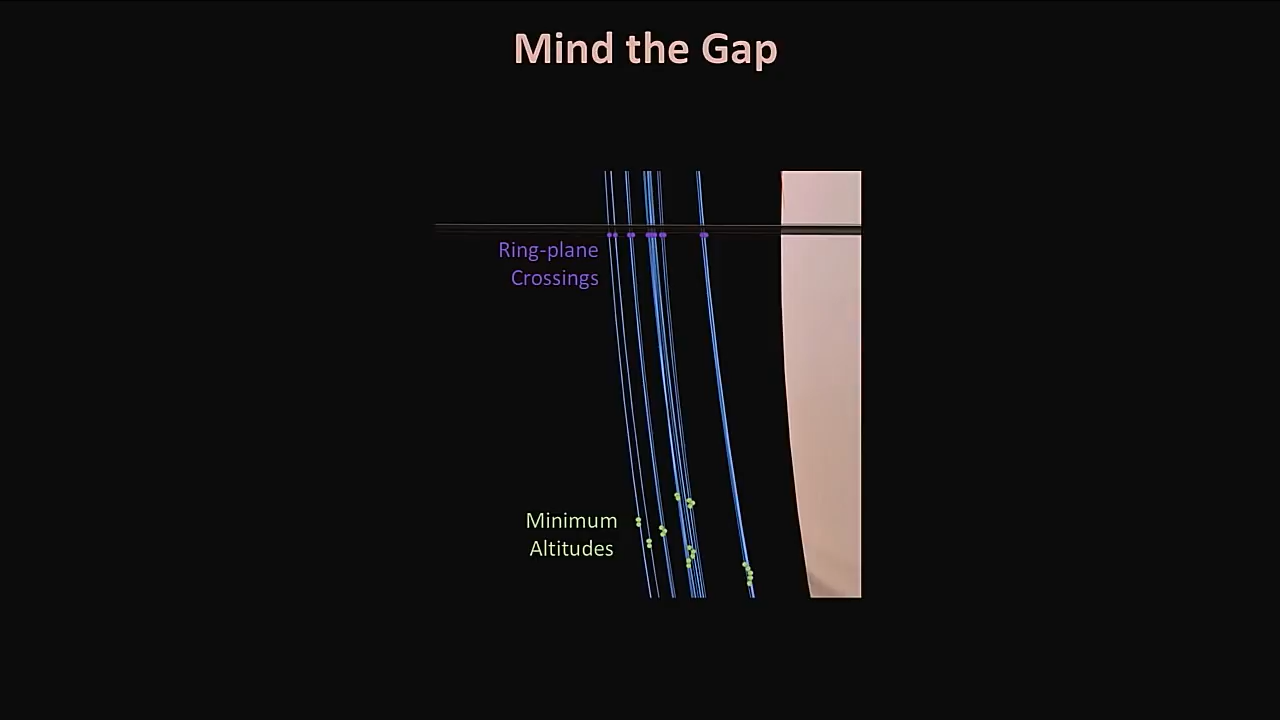 Mind the Gap
Ring-plane
Crossings
Minimum
Altitudes